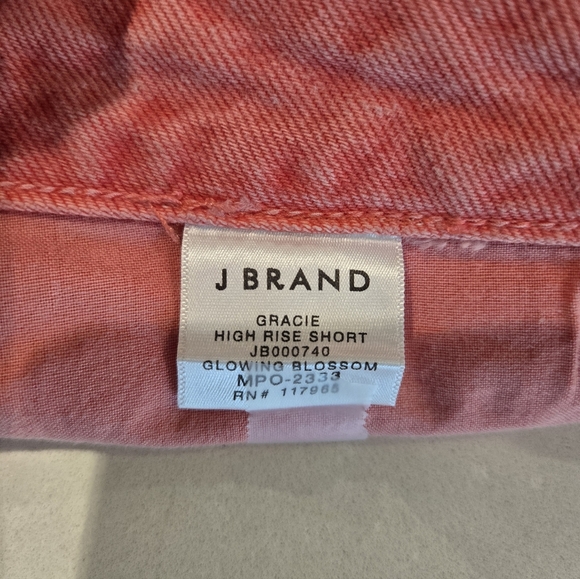 J BRAND
GRACIE
HIGH RISE SHORT
JB000740
GLOWING BLOSSOM
MPO-2333
RN# 117965